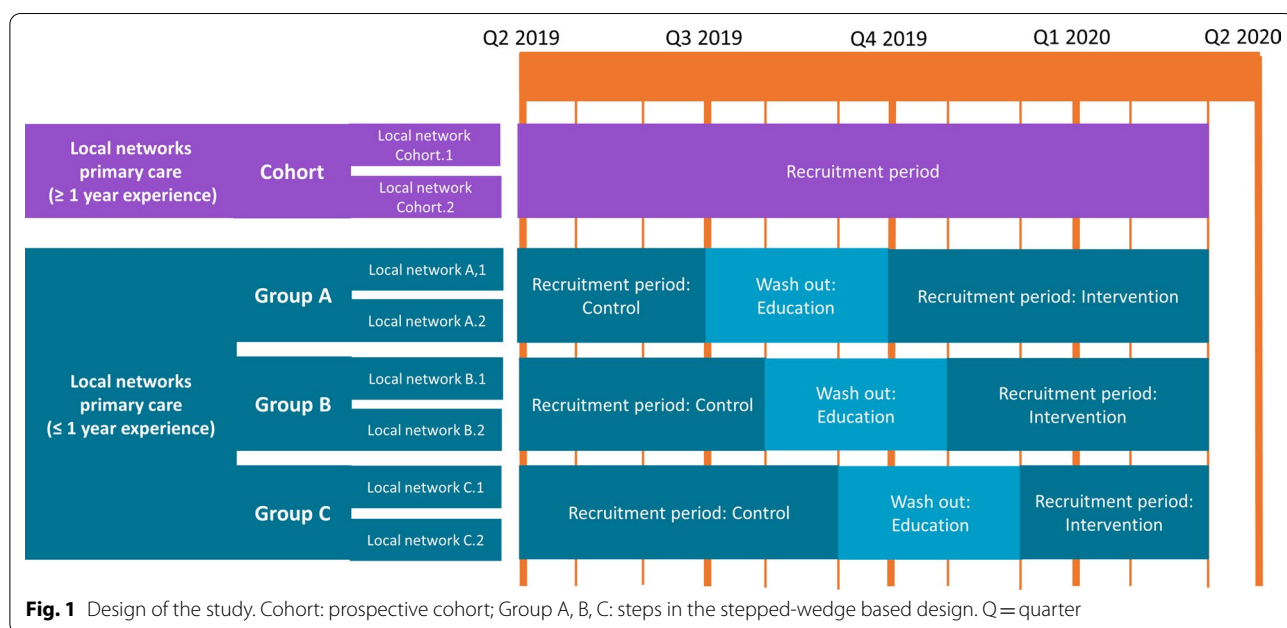 Q2 2019 Q3 2019 Q4 2019 Q1 2020 Q2 2020
Local networks
primary care
(≥ 1 year experience)
Cohort
Local network
Cohort.1
Local network
Cohort.2
Recruitment period
Local networks
primary care
(≤ 1 year experience)
Group A
Local network A,1
Local network A.2
Recruitment period:
Control
Wash out:
Education
Recruitment period: Intervention
Group B
Local network B.1
Local network B.2
Recruitment period: Control
Wash out:
Education
Recruitment period:
Intervention
Group C
Local network C.1
Local network C.2
Recruitment period: Control
Wash out:
Education
Recruitment period:
Intervention
Fig. 1 Design of the study. Cohort: prospective cohort; Group A, B, C: steps in the stepped-wedge based design. Q = quarter